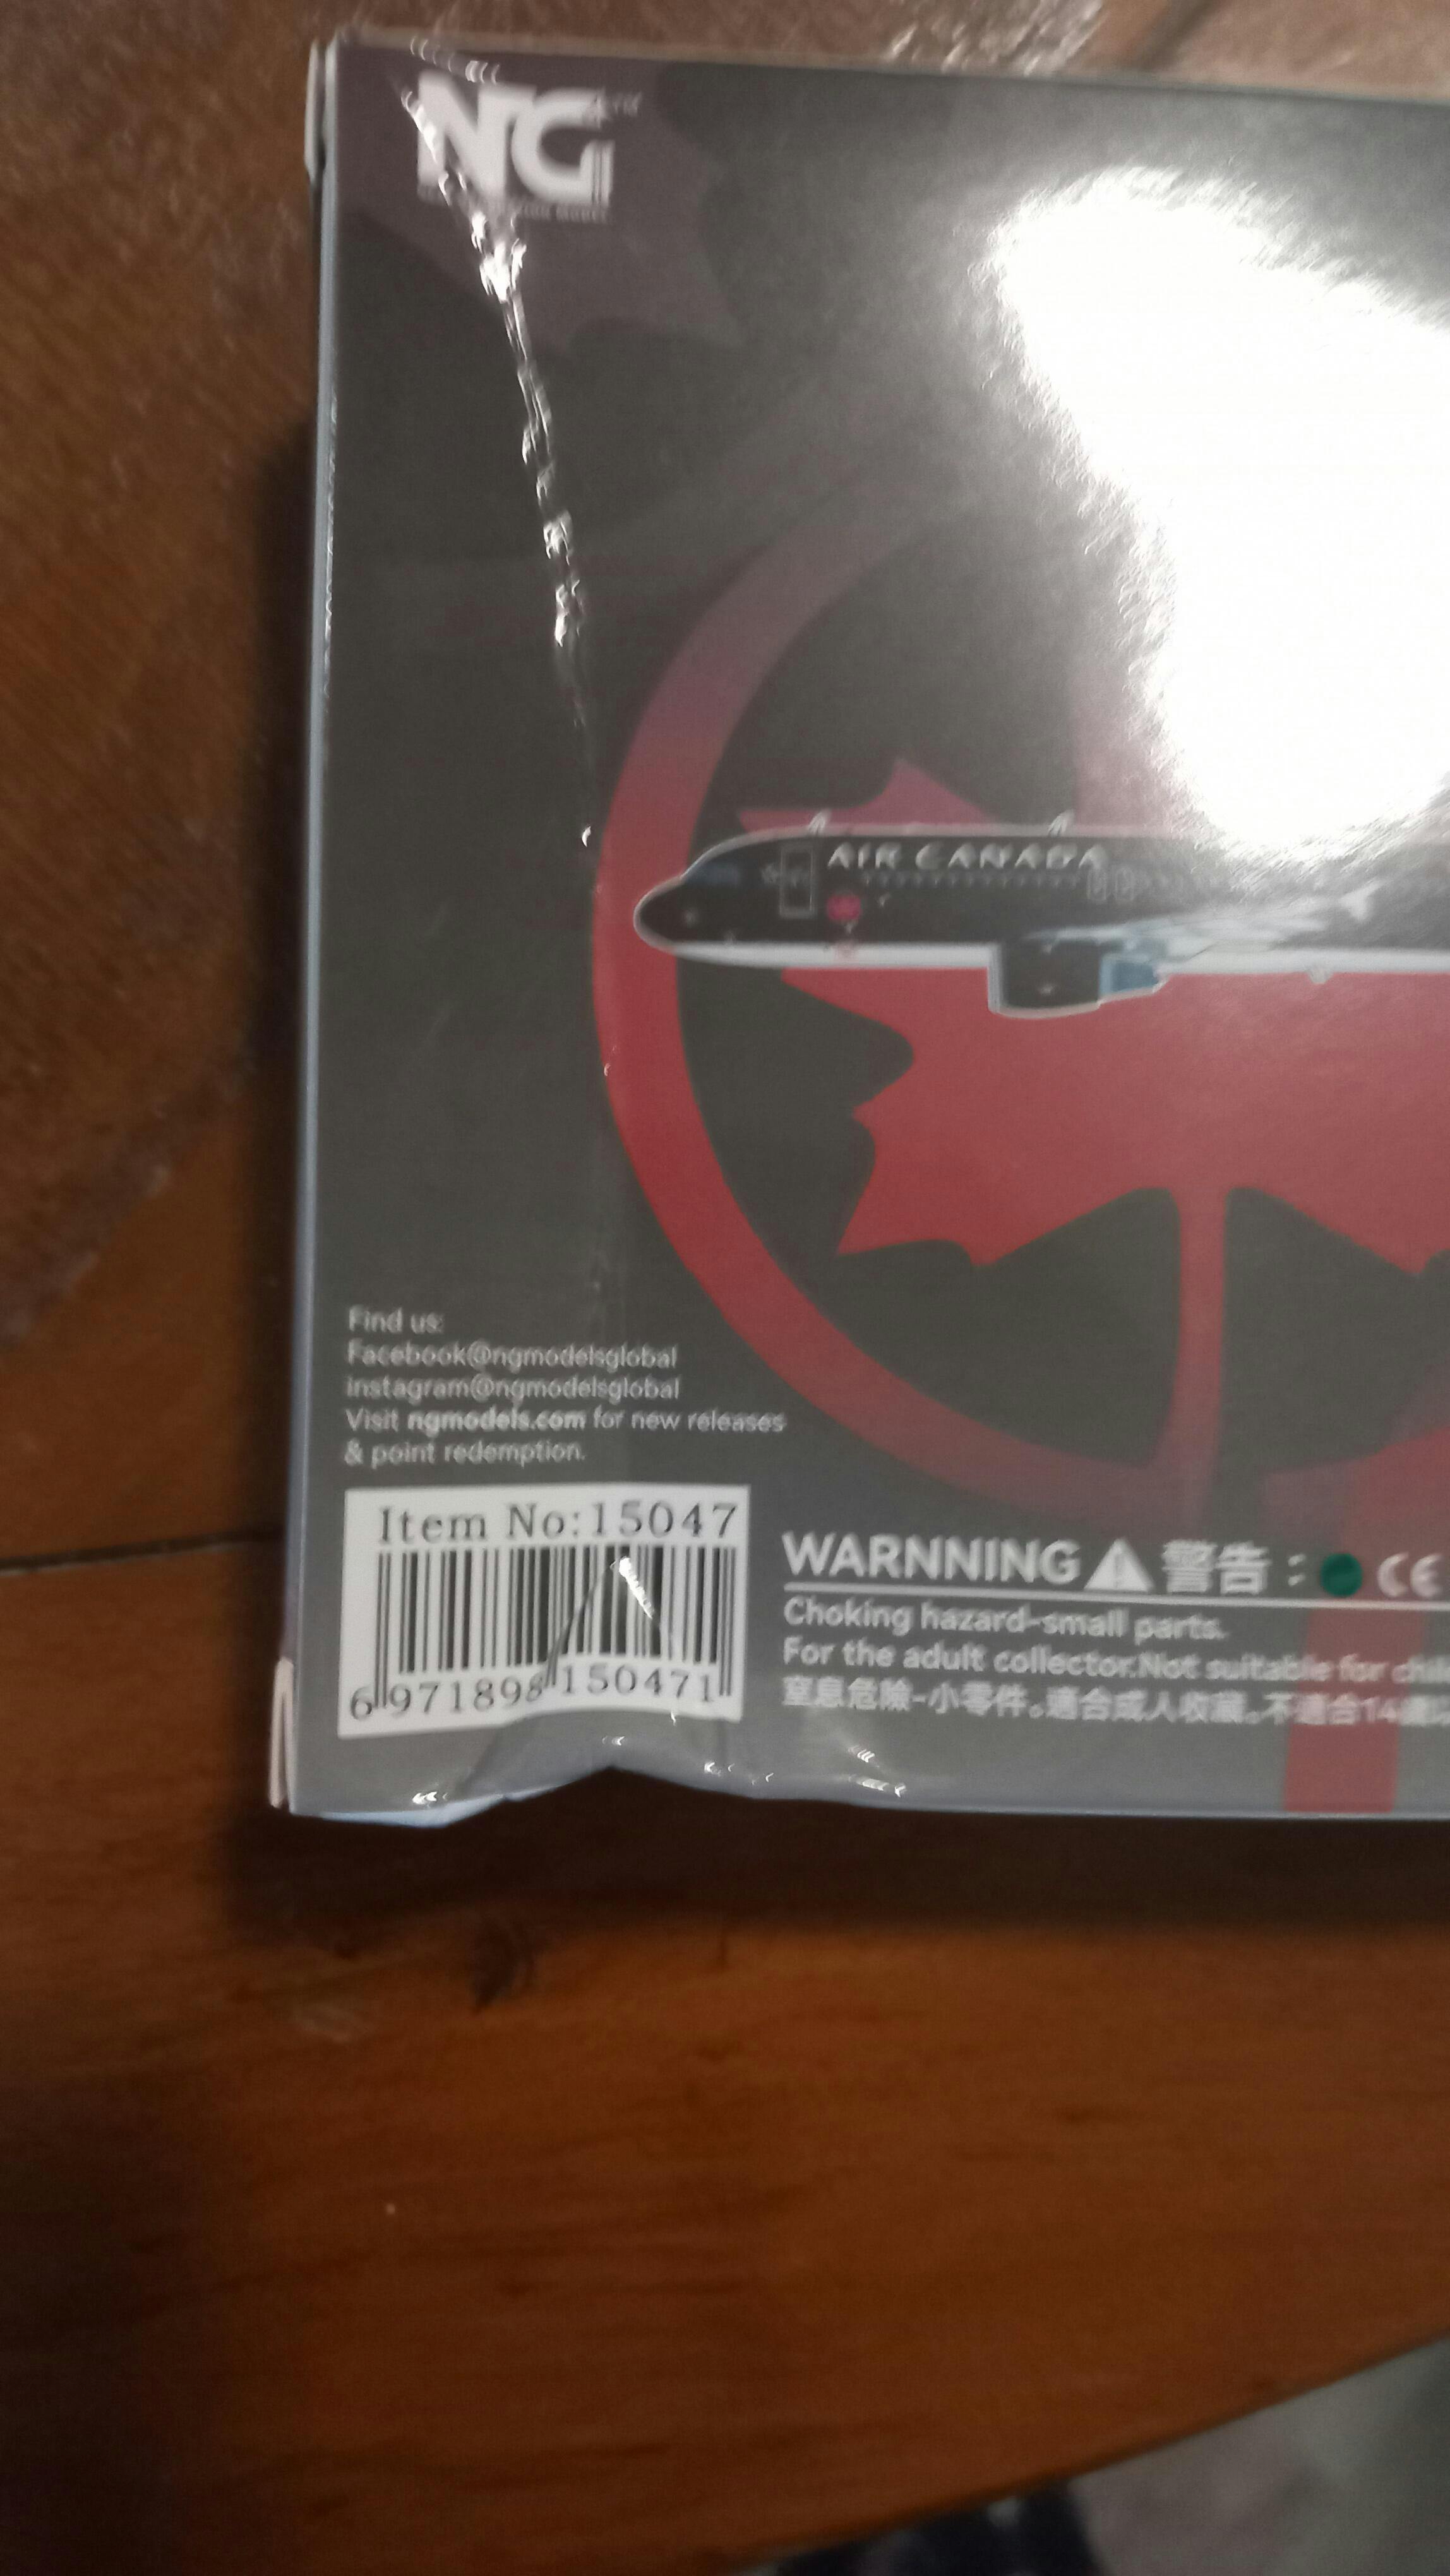 NG
AIR CANADA
Find us:
Facebook@ngmodelsglobal
Instagram@ngmodelsglobal
Visit ngmodels.com for new releases
& point redemption.
Item No:15047
6 971898 150471
WARNNING 警告：CE
Choking hazard-small parts.
For the adult collector.Not suitable for
窒息危險-小零件。適合成人收藏。不適合14歲